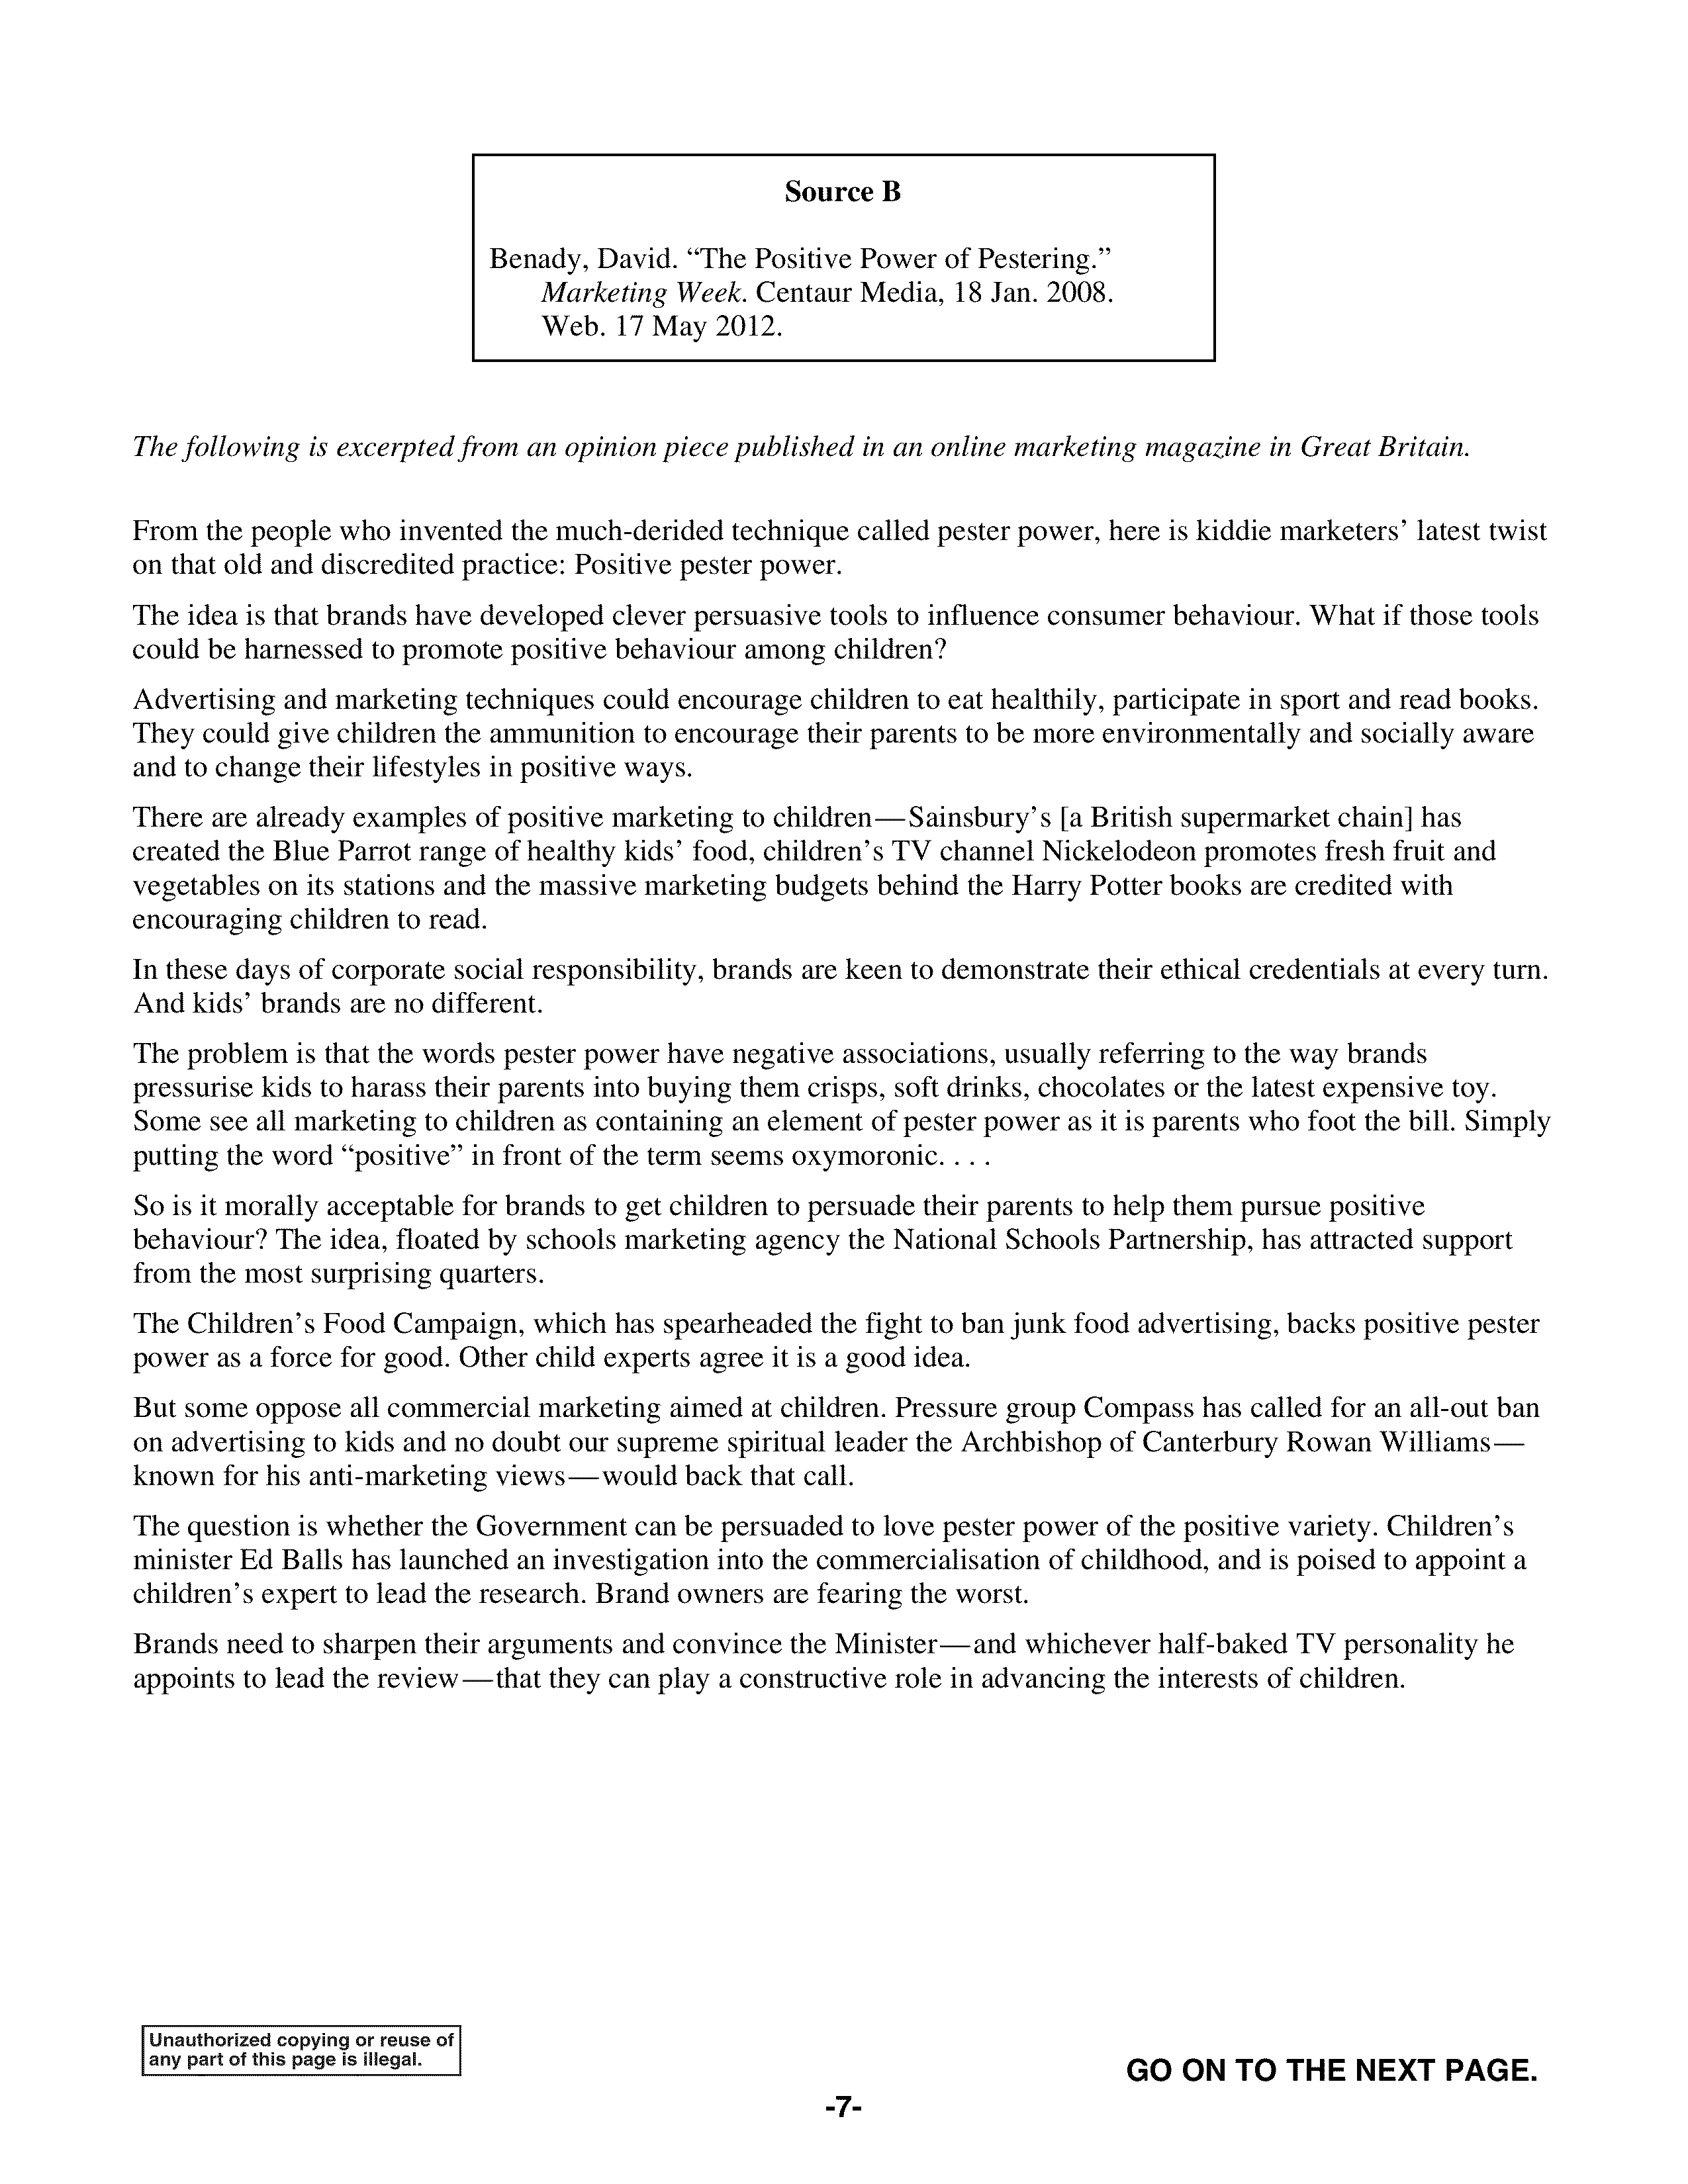 Source B
Benady, David. “The Positive Power of Pestering.”
Marketing Week. Centaur Media, 18 Jan. 2008.
Web. 17 May 2012.
The following is excerpted from an opinion piece published in an online marketing magazine in Great Britain.
From the people who invented the much-derided technique called pester power, here is kiddie marketers’ latest twist
on that old and discredited practice: Positive pester power.
The idea is that brands have developed clever persuasive tools to influence consumer behaviour. What if those tools
could be harnessed to promote positive behaviour among children?
Advertising and marketing techniques could encourage children to eat healthily, participate in sport and read books.
They could give children the ammunition to encourage their parents to be more environmentally and socially aware
and to change their lifestyles in positive ways.
There are already examples of positive marketing to children—Sainsbury’s [a British supermarket chain] has
created the Blue Parrot range of healthy kids’ food, children’s TV channel Nickelodeon promotes fresh fruit and
vegetables on its stations and the massive marketing budgets behind the Harry Potter books are credited with
encouraging children to read.
In these days of corporate social responsibility, brands are keen to demonstrate their ethical credentials at every turn.
And kids’ brands are no different.
The problem is that the words pester power have negative associations, usually referring to the way brands
pressurise kids to harass their parents into buying them crisps, soft drinks, chocolates or the latest expensive toy.
Some see all marketing to children as containing an element of pester power as it is parents who foot the bill. Simply
putting the word “positive” in front of the term seems oxymoronic. . . .
So is it morally acceptable for brands to get children to persuade their parents to help them pursue positive
behaviour? The idea, floated by schools marketing agency the National Schools Partnership, has attracted support
from the most surprising quarters.
The Children’s Food Campaign, which has spearheaded the fight to ban junk food advertising, backs positive pester
power as a force for good. Other child experts agree it is a good idea.
But some oppose all commercial marketing aimed at children. Pressure group Compass has called for an all-out ban
on advertising to kids and no doubt our supreme spiritual leader the Archbishop of Canterbury Rowan Williams—
known for his anti-marketing views—would back that call.
The question is whether the Government can be persuaded to love pester power of the positive variety. Children’s
minister Ed Balls has launched an investigation into the commercialisation of childhood, and is poised to appoint a
children’s expert to lead the research. Brand owners are fearing the worst.
Brands need to sharpen their arguments and convince the Minister—and whichever half-baked TV personality he
appoints to lead the review—that they can play a constructive role in advancing the interests of children.
Unauthorized copying or reuse of
any part of this page is illegal.
GO ON TO THE NEXT PAGE.
-7-